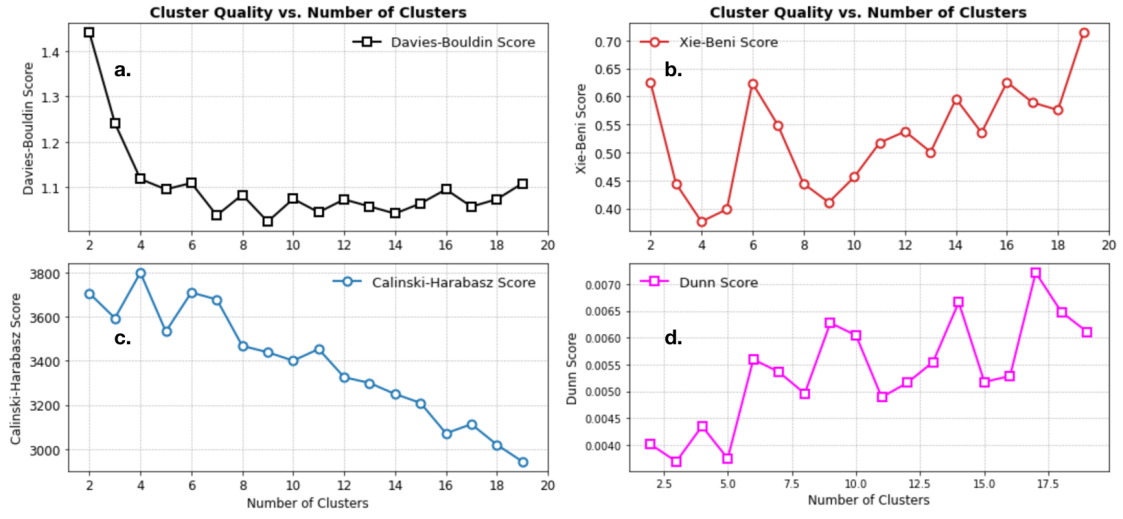 Cluster Quality vs. Number of Clusters
Davies-Bouldin Score
1.4
1.3
1.2
1.1
a.
Davies-Bouldin Score
2 4 6 8 10 12 14 16 18 20
Cluster Quality vs. Number of Clusters
Xie-Beni Score
0.70
0.65
0.60
0.55
0.50
0.45
0.40
b.
Xie-Beni Score
2 4 6 8 10 12 14 16 18 20
Calinski-Harabasz Score
3800
3600
3400
3200
3000
c.
Calinski-Harabasz Score
2 4 6 8 10 12 14 16 18 20
Number of Clusters
Dunn Score
0.0070
0.0065
0.0060
0.0055
0.0050
0.0045
0.0040
d.
Dunn Score
2.5 5.0 7.5 10.0 12.5 15.0 17.5
Number of Clusters